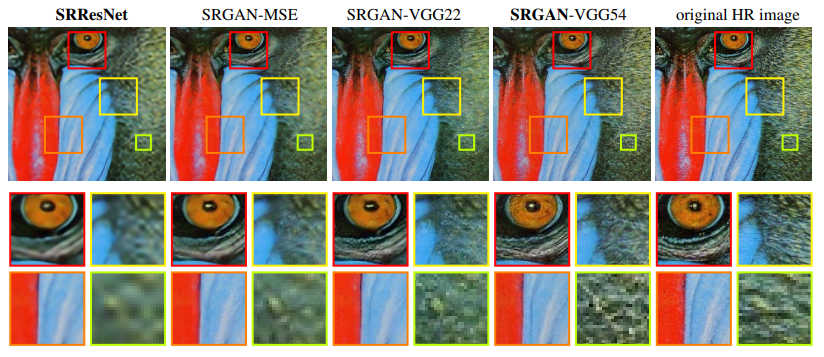 SRResNet
SRGAN-MSE
SRGAN-VGG22
SRGAN-VGG54
original HR image